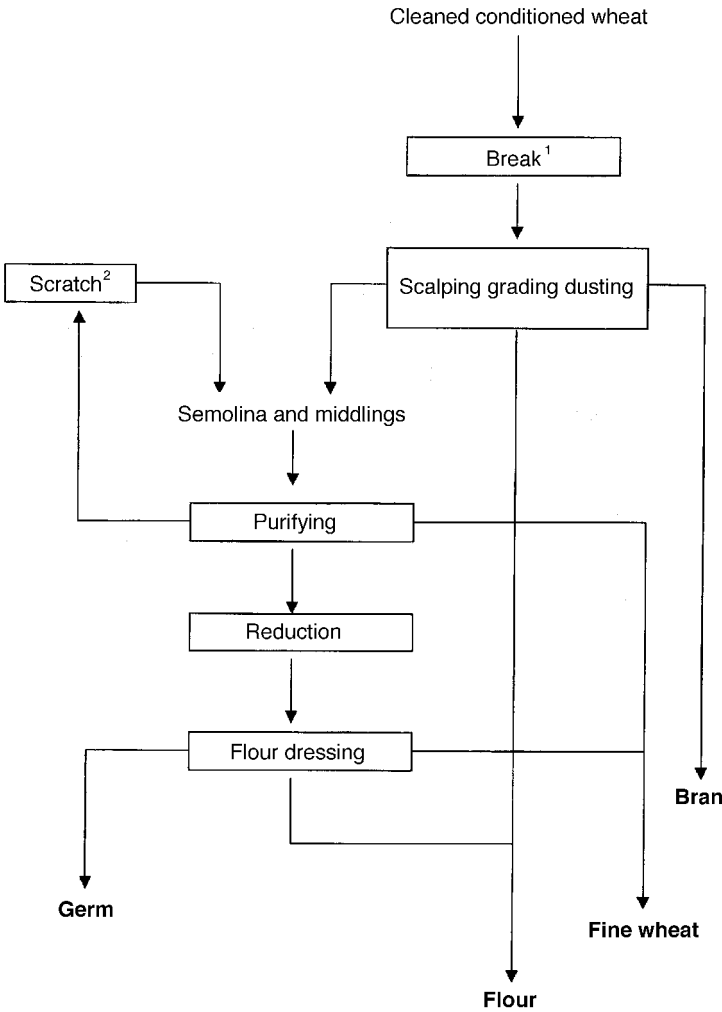 Cleaned conditioned wheat
Break¹
Scalping grading dusting
Scratch²
Semolina and middlings
Purifying
Reduction
Flour dressing
Bran
Germ
Fine wheat
Flour